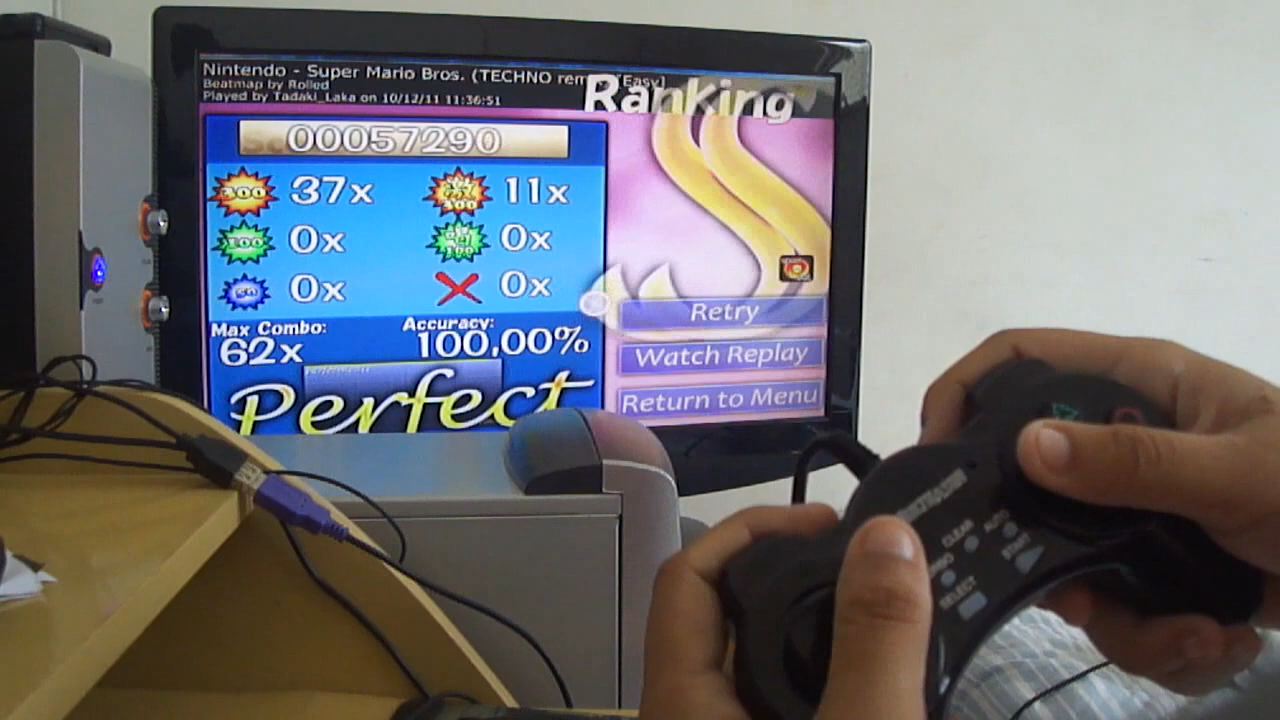 Nintendo - Super Mario Bros. (TECHNO rem [Easy]
Beatmap by Rolled
Played by Tadaki_Laka on 10/12/11 11:36:51
Ranking
00057290
300 37x 300 11x
100 0x 100 0x
50 0x 0x
Max Combo:
62x
Accuracy:
100,00%
Perfect
Retry
Watch Replay
Return to Menu
CLEAR
AUTO
START
SELECT